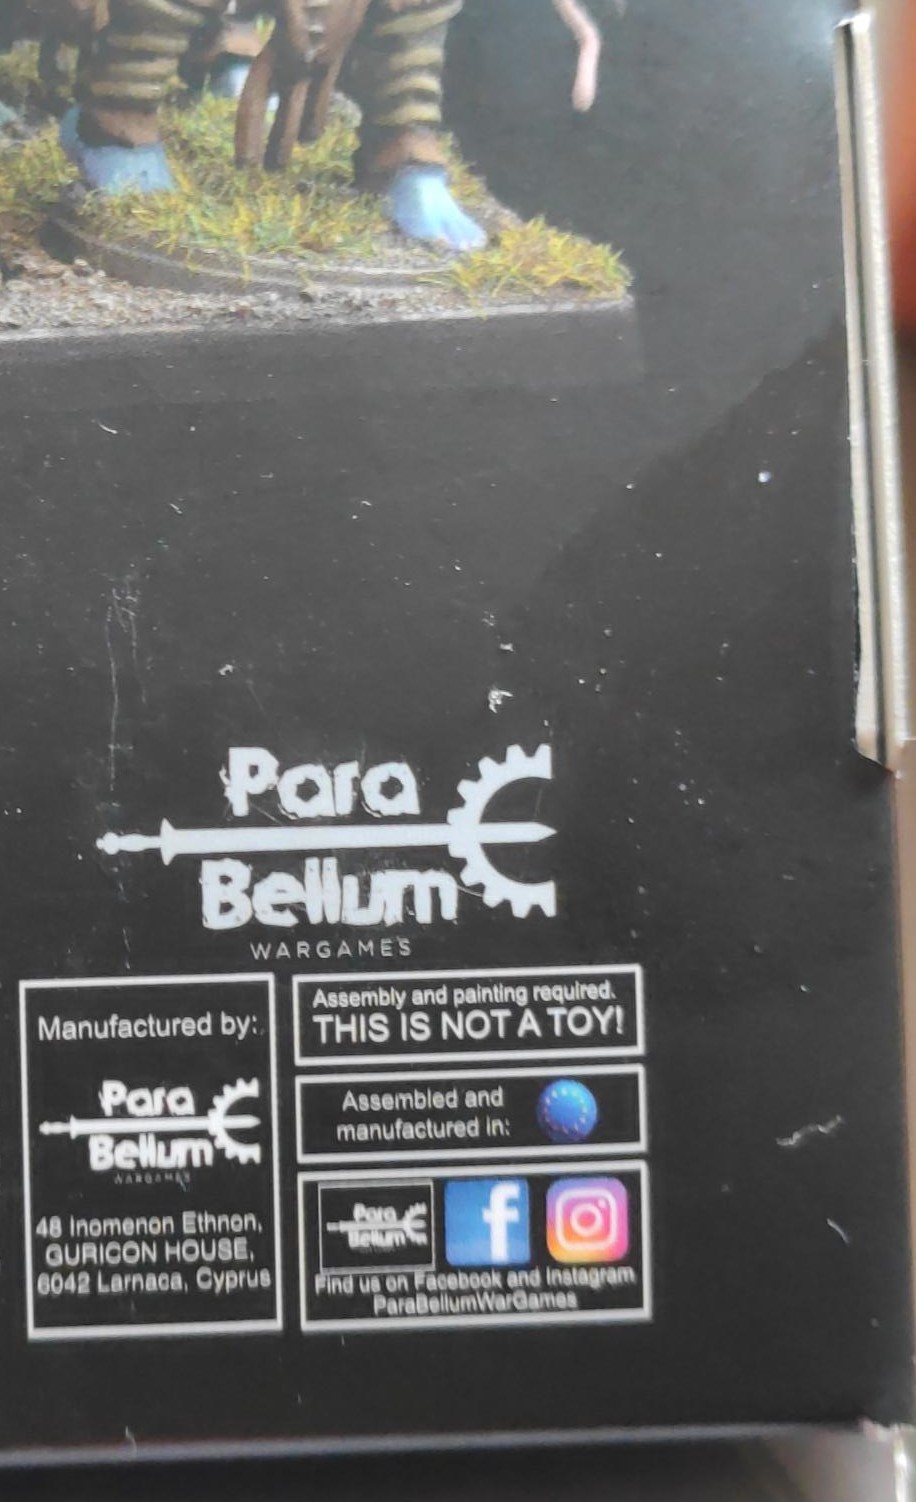 Para
Bellum
WARGAMES
Manufactured by:
Para
Bellum
WARGAMES
48 Inomenon Ethnon,
GURICON HOUSE,
6042 Larnaca, Cyprus
Assembly and painting required.
THIS IS NOT A TOY!
Assembled and
manufactured in:
Para
Bellum
Find us on Facebook and Instagram
ParaBellumWarGames